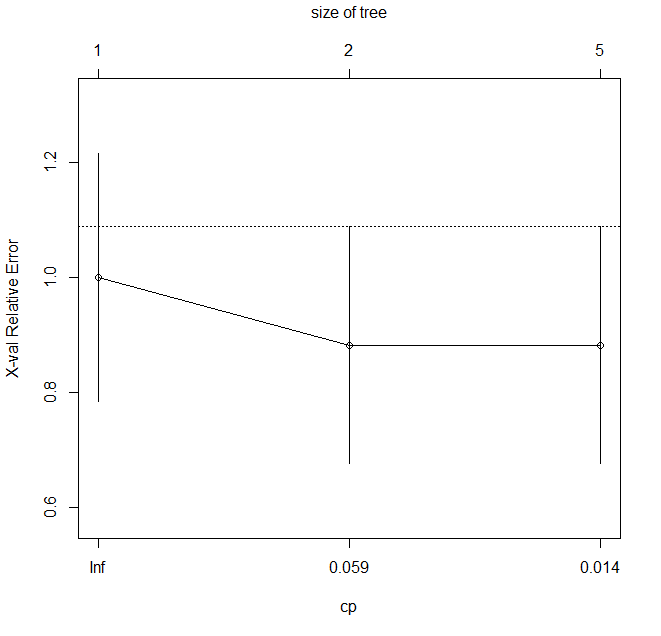 size of tree
1 2 5
X-val Relative Error
1.2
1.0
0.8
0.6
Inf 0.059 0.014
cp